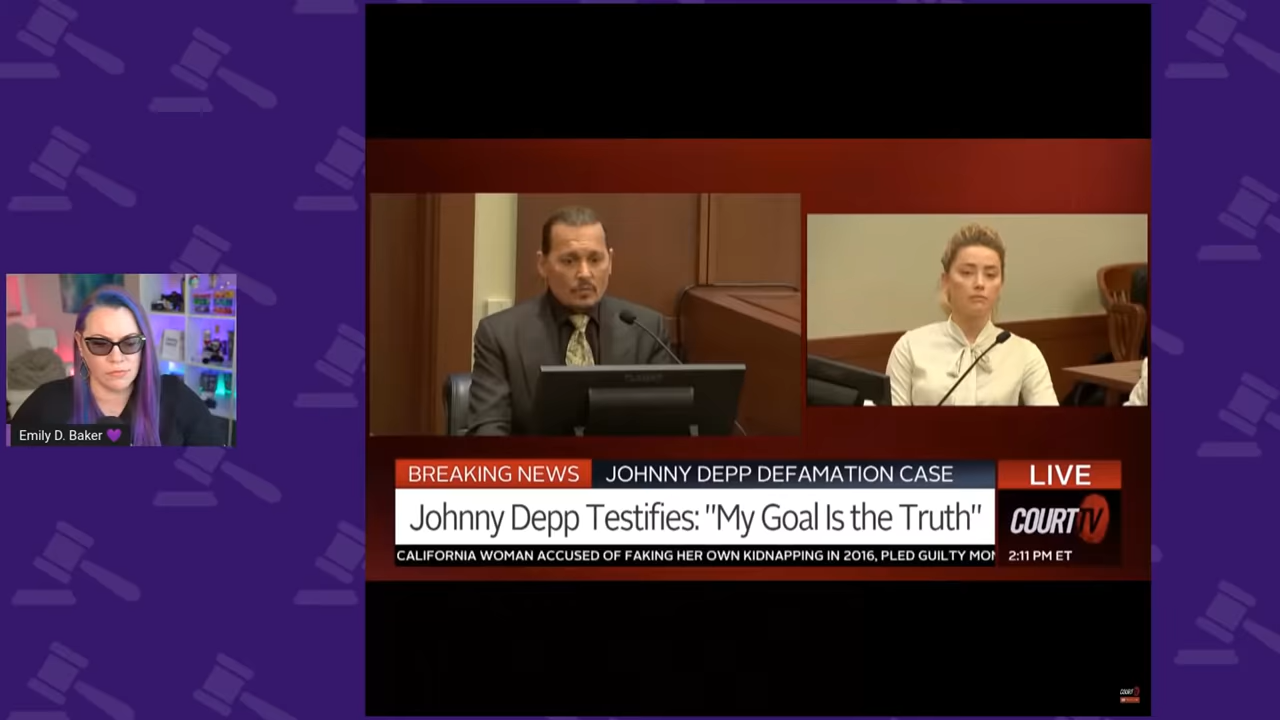 Emily D. Baker 💜
BREAKING NEWS
JOHNNY DEPP DEFAMATION CASE
LIVE
Johnny Depp Testifies: "My Goal Is the Truth"
COURT TV
CALIFORNIA WOMAN ACCUSED OF FAKING HER OWN KIDNAPPING IN 2016, PLED GUILTY MON
2:11 PM ET
COURT